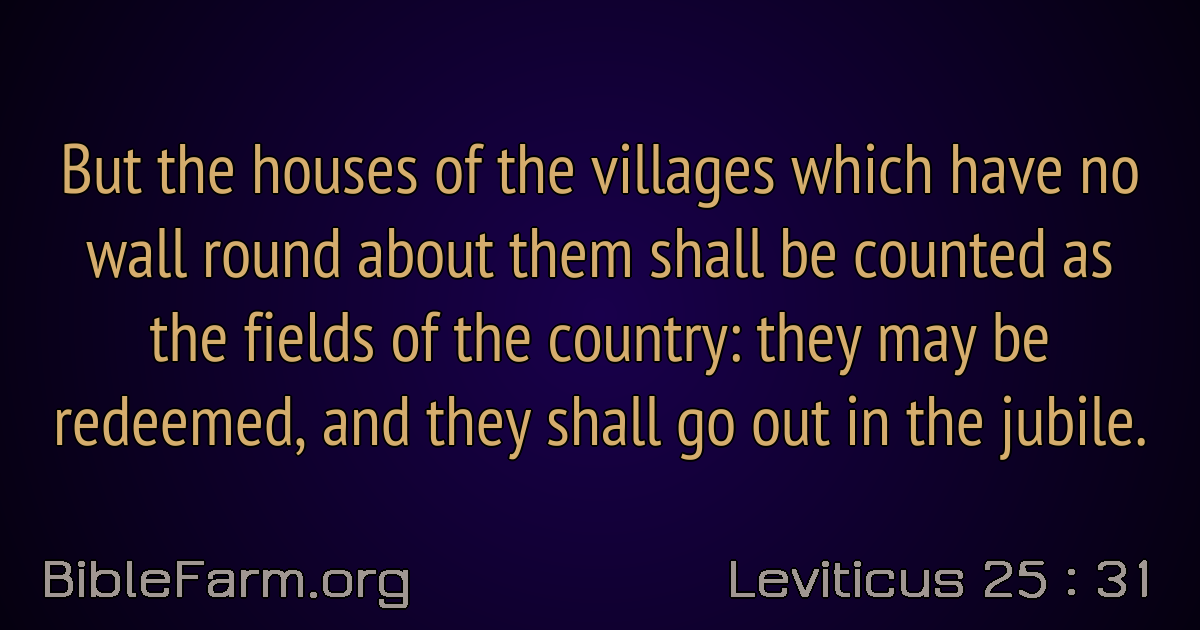 But the houses of the villages which have no
wall round about them shall be counted as
the fields of the country: they may be
redeemed, and they shall go out in the jubile.
BibleFarm.org
Leviticus 25 : 31